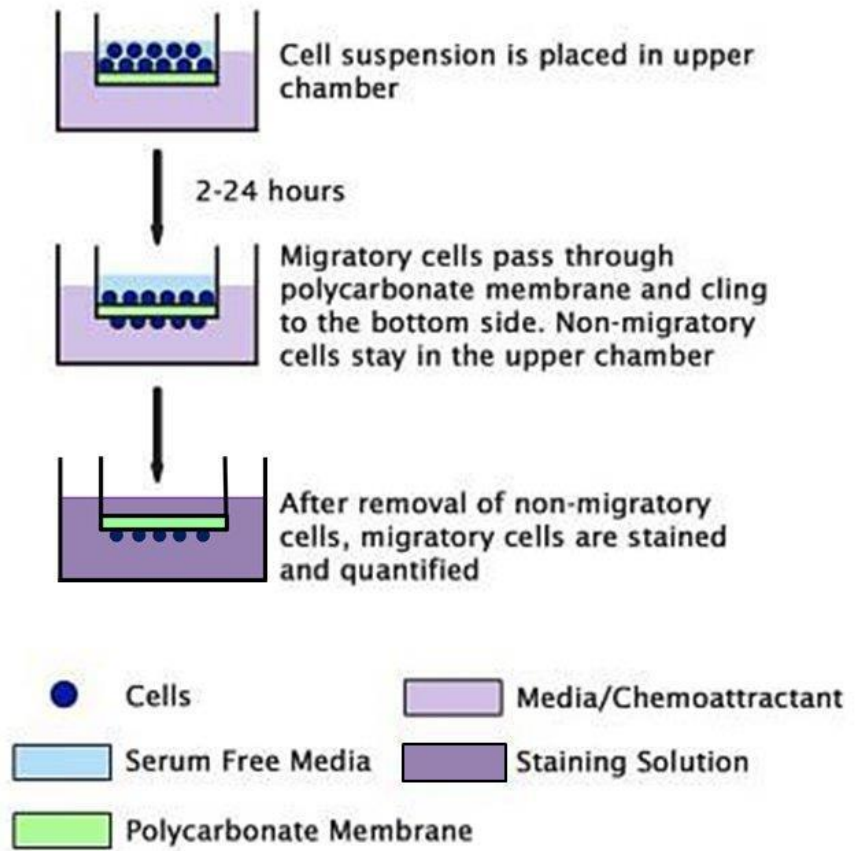 Cell suspension is placed in upper
chamber
2-24 hours
Migratory cells pass through
polycarbonate membrane and cling
to the bottom side. Non-migratory
cells stay in the upper chamber
After removal of non-migratory
cells, migratory cells are stained
and quantified
Cells
Media/Chemoattractant
Serum Free Media
Staining Solution
Polycarbonate Membrane